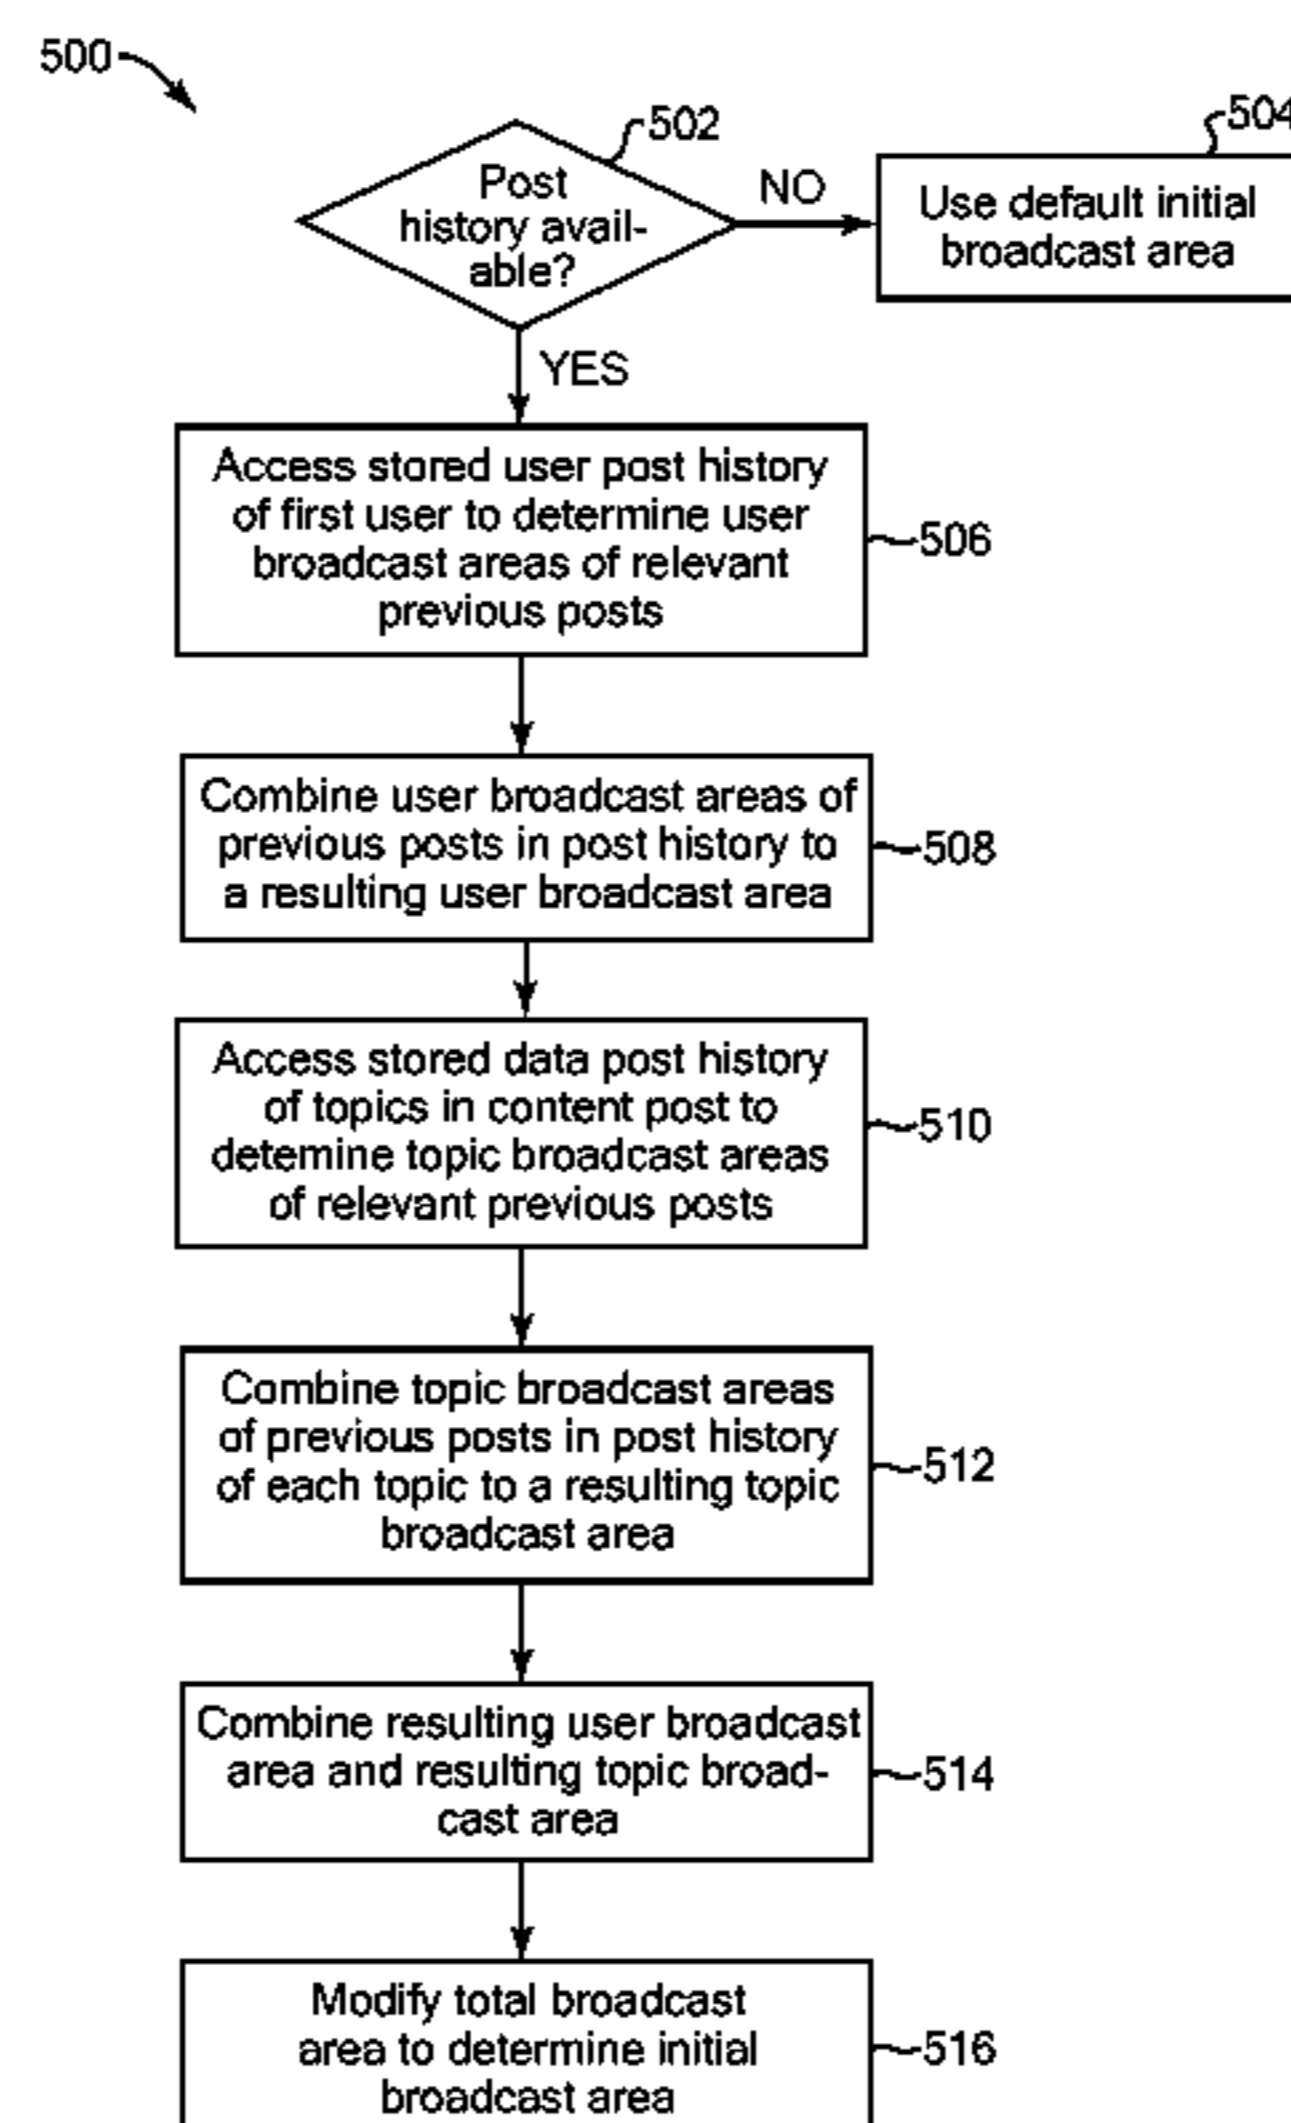 500
502
504
Post
history avail-
able?
NO
Use default initial
broadcast area
YES
Access stored user post history
of first user to determine user
broadcast areas of relevant
previous posts
506
Combine user broadcast areas of
previous posts in post history to
a resulting user broadcast area
508
Access stored data post history
of topics in content post to
detemine topic broadcast areas
of relevant previous posts
510
Combine topic broadcast areas
of previous posts in post history
of each topic to a resulting topic
broadcast area
512
Combine resulting user broadcast
area and resulting topic broad-
cast area
514
Modify total broadcast
area to determine initial
broadcast area
516